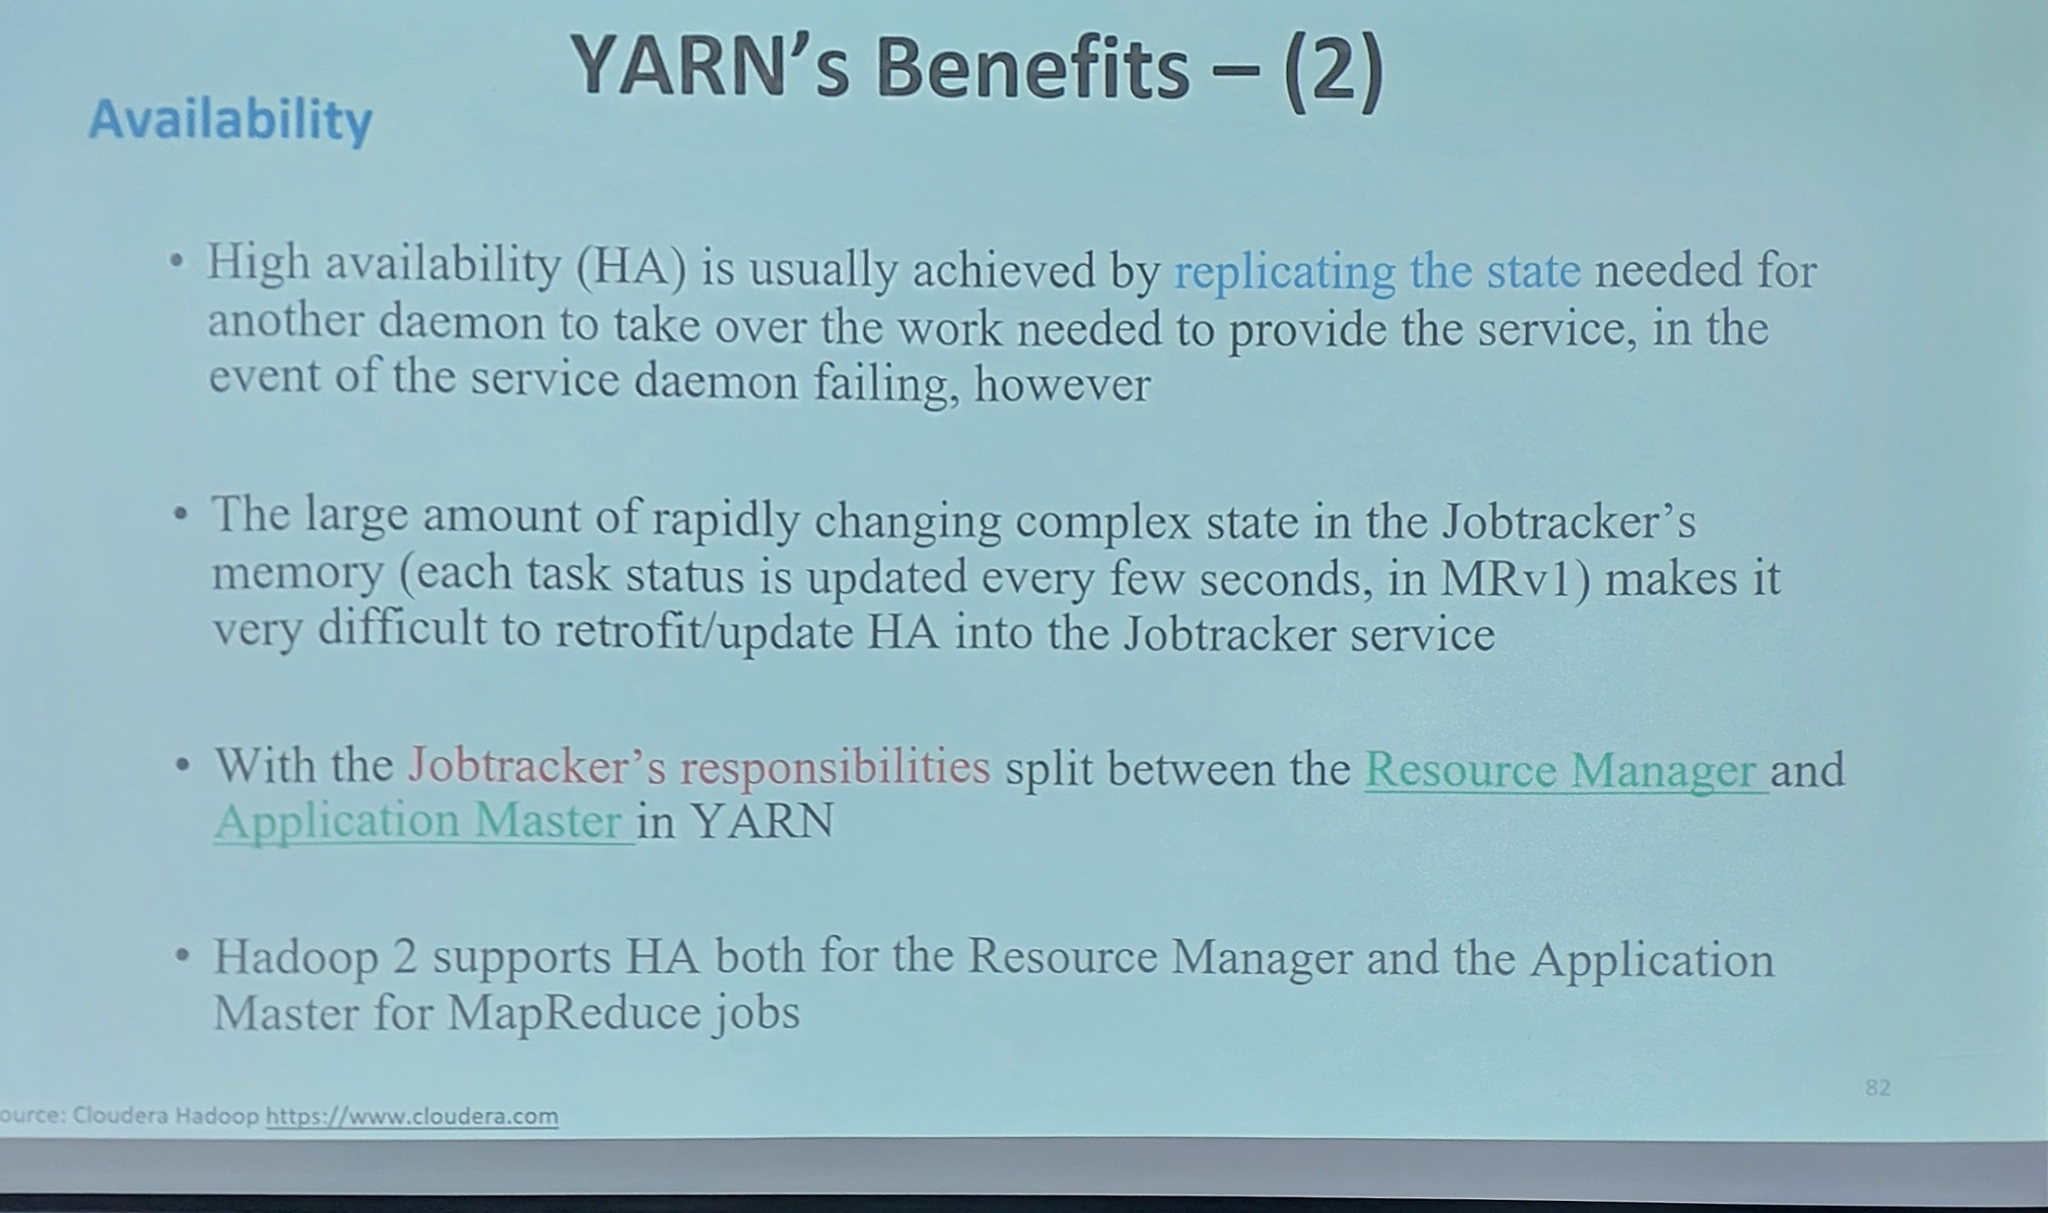 YARN’s Benefits – (2)
Availability
• High availability (HA) is usually achieved by replicating the state needed for
another daemon to take over the work needed to provide the service, in the
event of the service daemon failing, however
• The large amount of rapidly changing complex state in the Jobtracker’s
memory (each task status is updated every few seconds, in MRv1) makes it
very difficult to retrofit/update HA into the Jobtracker service
• With the Jobtracker’s responsibilities split between the Resource Manager and
Application Master in YARN
• Hadoop 2 supports HA both for the Resource Manager and the Application
Master for MapReduce jobs
82
ource: Cloudera Hadoop https://www.cloudera.com